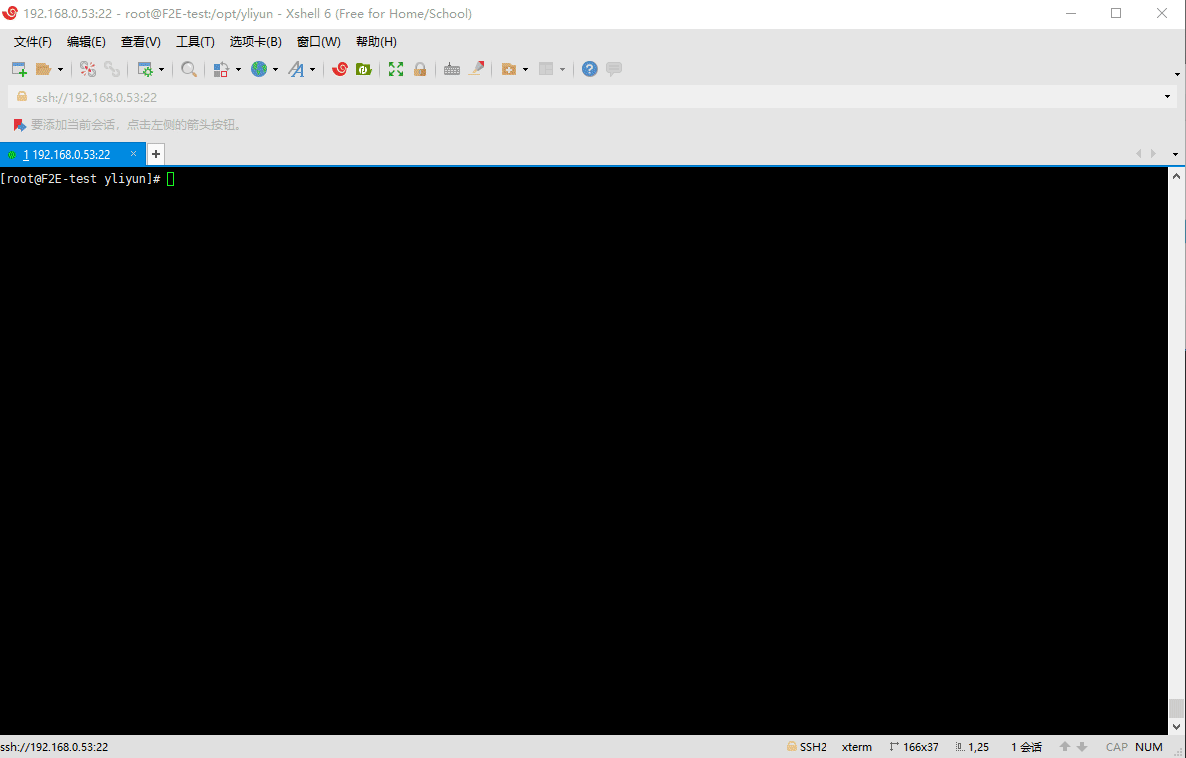 192.168.0.53:22 - root@F2E-test:/opt/yliyun - Xshell 6 (Free for Home/School)
文件(F) 编辑(E) 查看(V) 工具(T) 选项卡(B) 窗口(W) 帮助(H)
ssh://192.168.0.53:22
要添加当前会话，点击左侧的箭头按钮。
1 192.168.0.53:22 × +
[root@F2E-test yliyun]#
ssh://192.168.0.53:22 SSH2 xterm 166x37 1,25 1 会话 CAP NUM